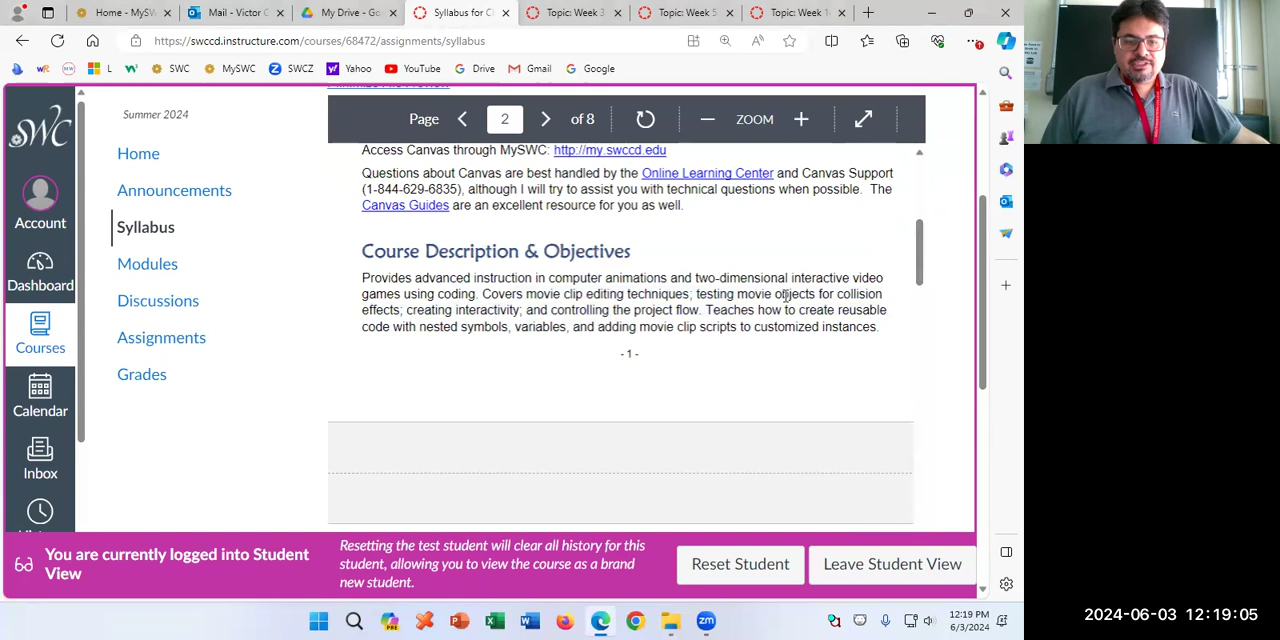 Home - MySW
Mail - Victor C
My Drive - Go
Syllabus for C
Topic: Week 3
Topic: Week 5
Topic: Week 1
https://swccd.instructure.com/courses/68472/assignments/syllabus
L
SWC
MySWC
SWCZ
Yahoo
YouTube
Drive
Gmail
Google
SWC
Account
Dashboard
Courses
Calendar
Inbox
Summer 2024
Home
Announcements
Syllabus
Modules
Discussions
Assignments
Grades
Page 2 of 8 ZOOM
Access Canvas through MySWC: http://my.swccd.edu
Questions about Canvas are best handled by the Online Learning Center and Canvas Support
(1-844-629-6835), although I will try to assist you with technical questions when possible. The
Canvas Guides are an excellent resource for you as well.
Course Description & Objectives
Provides advanced instruction in computer animations and two-dimensional interactive video
games using coding. Covers movie clip editing techniques; testing movie objects for collision
effects; creating interactivity; and controlling the project flow. Teaches how to create reusable
code with nested symbols, variables, and adding movie clip scripts to customized instances.
- 1 -
You are currently logged into Student
View
Resetting the test student will clear all history for this
student, allowing you to view the course as a brand
new student.
Reset Student
Leave Student View
12:19 PM
6/3/2024
2024-06-03 12:19:05